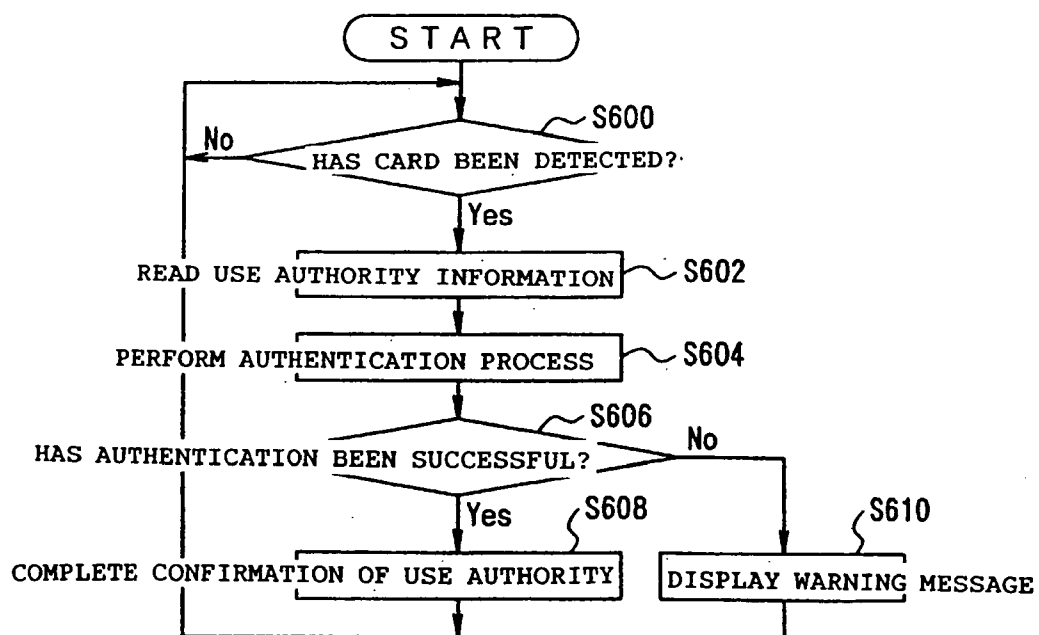 START
S600
No
HAS CARD BEEN DETECTED?
Yes
READ USE AUTHORITY INFORMATION
S602
PERFORM AUTHENTICATION PROCESS
S604
S606
No
HAS AUTHENTICATION BEEN SUCCESSFUL?
Yes
S608
S610
COMPLETE CONFIRMATION OF USE AUTHORITY
DISPLAY WARNING MESSAGE